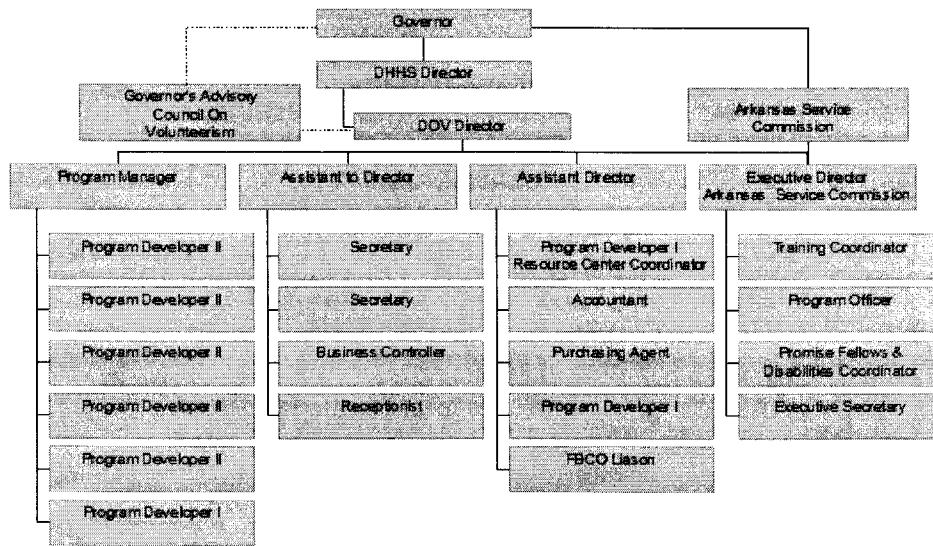 Governor
DHHS Director
Governor's Advisory
Council On
Volunteerism
DOV Director
Arkansas Service
Commission
Program Manager
Assistant to Director
Assistant Director
Executive Director
Arkansas Service Commission
Program Developer II
Program Developer II
Program Developer II
Program Developer II
Program Developer II
Program Developer I
Secretary
Secretary
Business Controller
Receptionist
Program Developer I
Resource Center Coordinator
Accountant
Purchasing Agent
Program Developer I
FBCO Liason
Training Coordinator
Program Officer
Promise Fellows &
Disabilities Coordinator
Executive Secretary